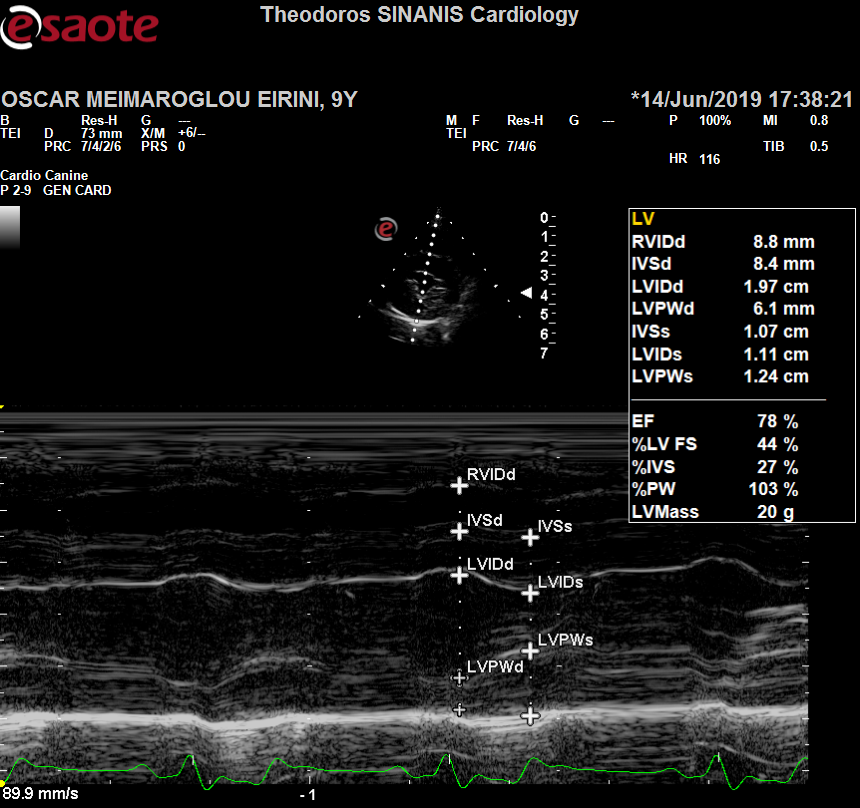 esaote
Theodoros SINANIS Cardiology
OSCAR MEIMAROGLOU EIRINI, 9Y
*14/Jun/2019 17:38:21
B Res-H G ---
TEI D 73 mm X/M +6/--
PRC 7/4/2/6 PRS 0
M F Res-H G ---
TEI
PRC 7/4/6
P 100% MI 0.8
TIB 0.5
HR 116
Cardio Canine
P 2-9 GEN CARD
e
0
1
2
3
4
5
6
7
LV
RVIDd 8.8 mm
IVSd 8.4 mm
LVIDd 1.97 cm
LVPWd 6.1 mm
IVSs 1.07 cm
LVIDs 1.11 cm
LVPWs 1.24 cm
EF 78 %
%LV FS 44 %
%IVS 27 %
%PW 103 %
LVMass 20 g
RVIDd
IVSd
IVSs
LVIDd
LVIDs
LVPWs
LVPWd
89.9 mm/s
-1